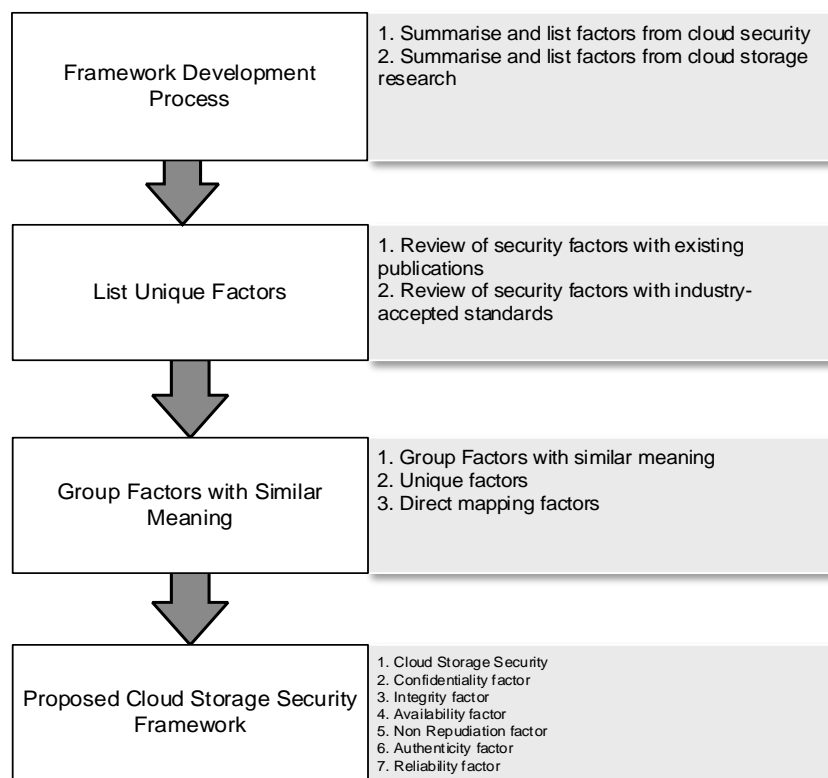 Framework Development
Process
1. Summarise and list factors from cloud security
2. Summarise and list factors from cloud storage
research
List Unique Factors
1. Review of security factors with existing
publications
2. Review of security factors with industry-
accepted standards
Group Factors with Similar
Meaning
1. Group Factors with similar meaning
2. Unique factors
3. Direct mapping factors
Proposed Cloud Storage Security
Framework
1. Cloud Storage Security
2. Confidentiality factor
3. Integrity factor
4. Availability factor
5. Non Repudiation factor
6. Authenticity factor
7. Reliability factor